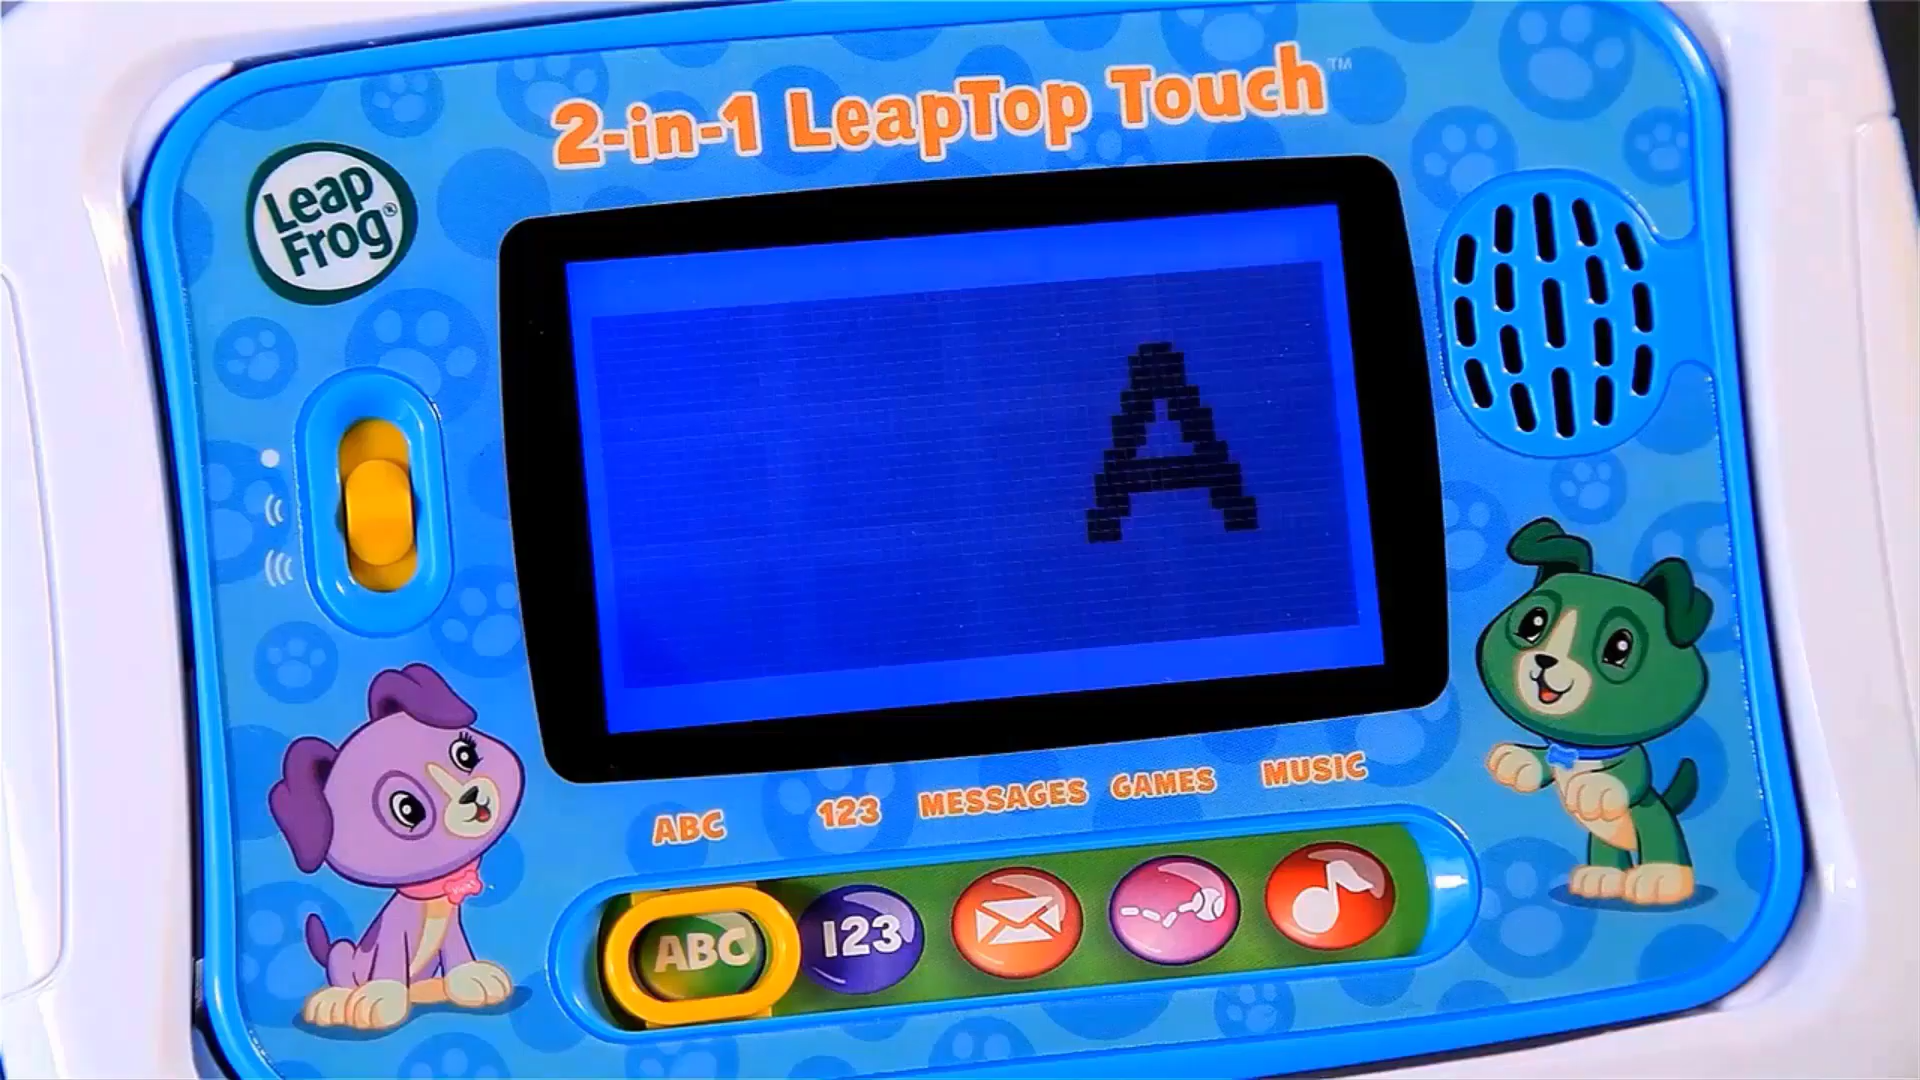 2-in-1 LeapTop Touch™
Leap
Frog®
A
ABC 123 MESSAGES GAMES MUSIC
ABC 123